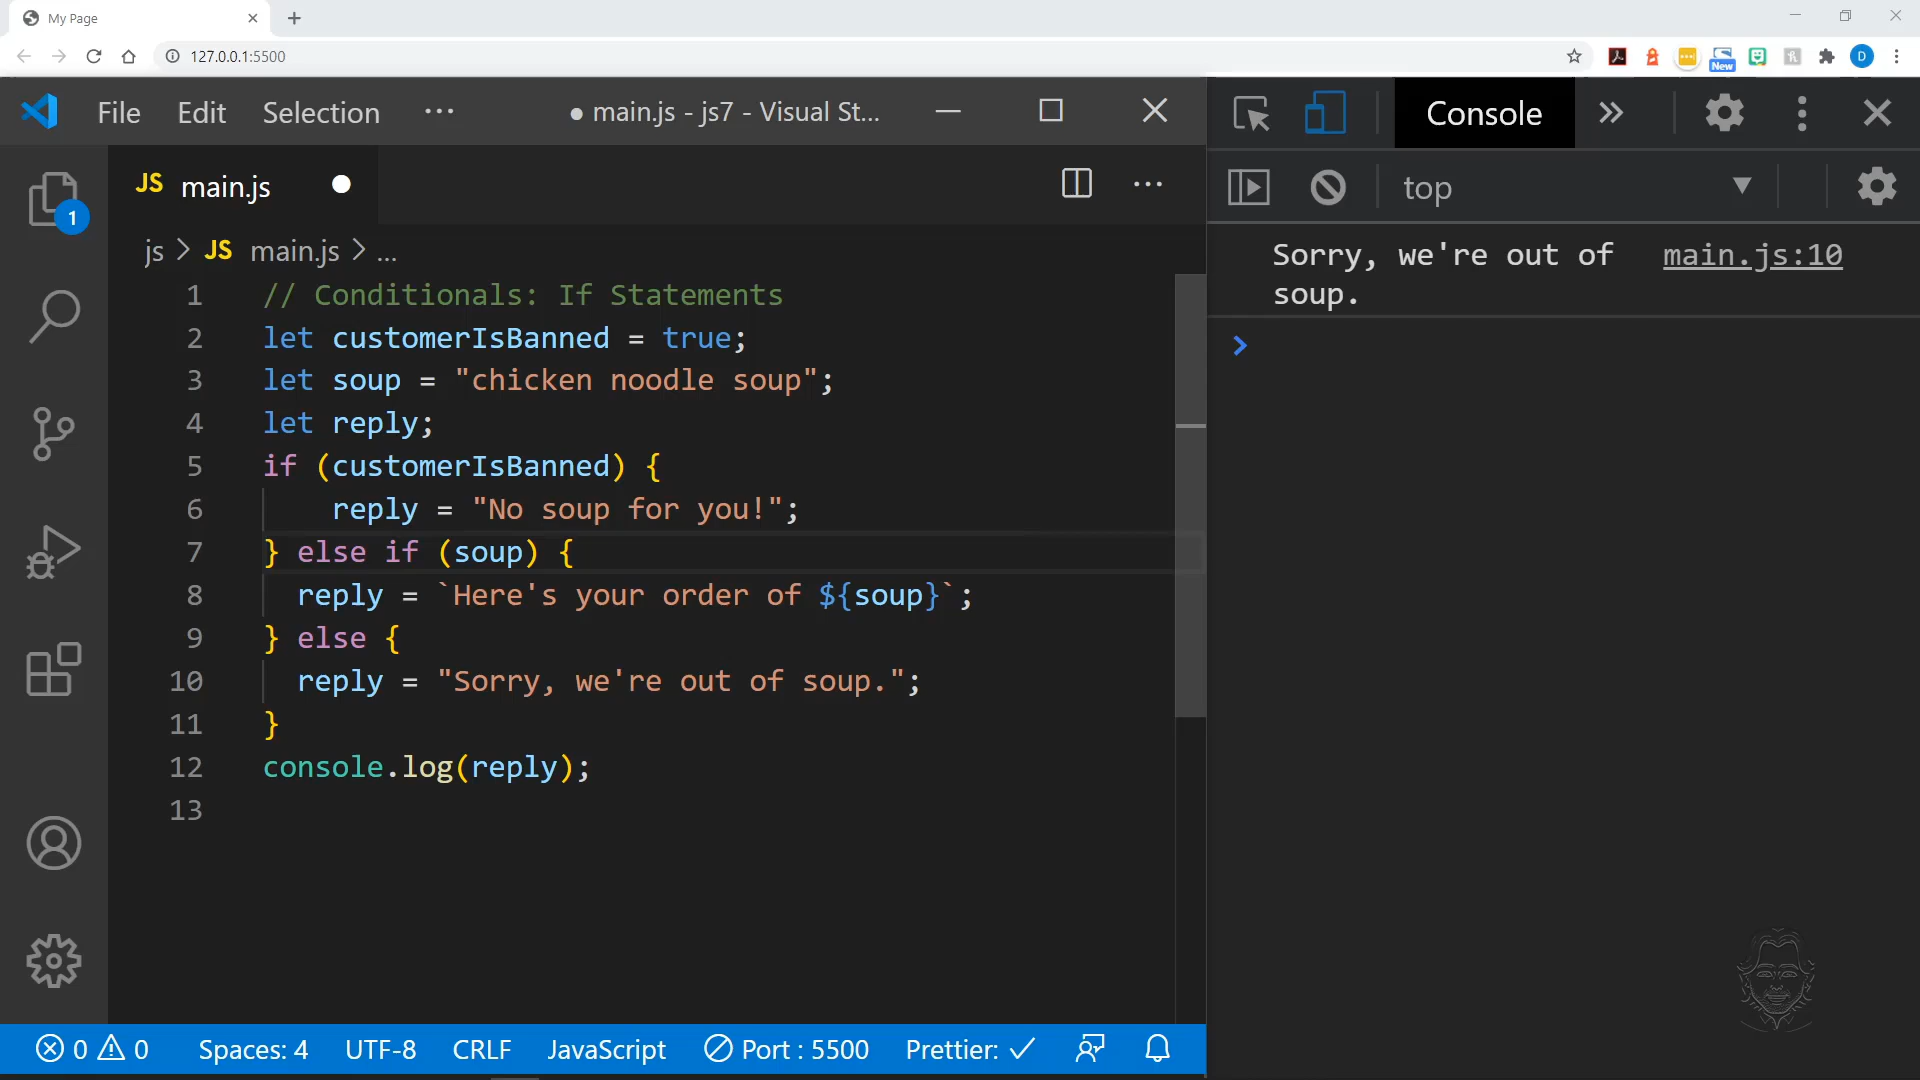 My Page
127.0.0.1:5500
New
D
File Edit Selection ···
● main.js - js7 - Visual St...
Console
1
JS main.js
top
js > JS main.js > ...
Sorry, we're out of soup. main.js:10
1 // Conditionals: If Statements
2 let customerIsBanned = true;
3 let soup = "chicken noodle soup";
4 let reply;
5 if (customerIsBanned) {
6 reply = "No soup for you!";
7 } else if (soup) {
8 reply = `Here's your order of ${soup}`;
9 } else {
10 reply = "Sorry, we're out of soup.";
11 }
12 console.log(reply);
13
0 0 Spaces: 4 UTF-8 CRLF JavaScript Port : 5500 Prettier: ✓